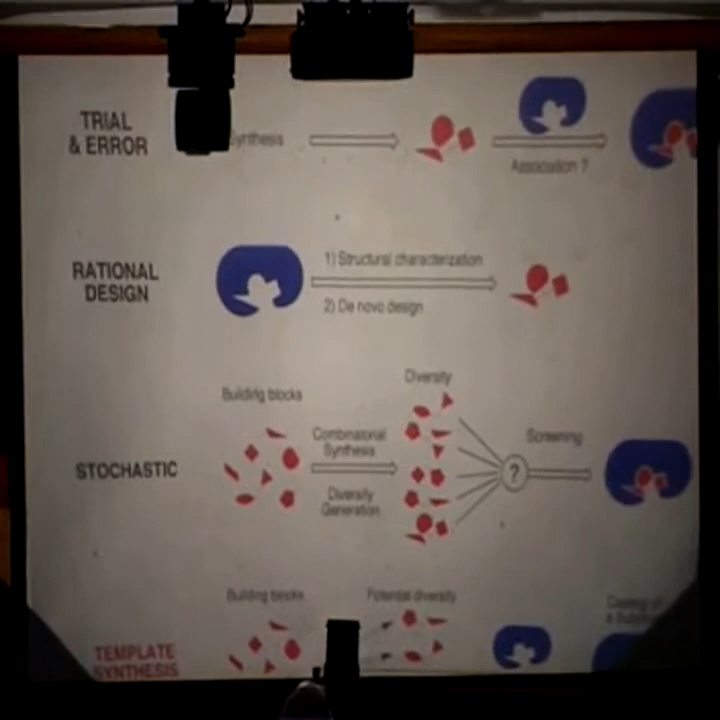 TRIAL
& ERROR
Synthesis
Association ?
RATIONAL
DESIGN
1) Structural characterization
2) De novo design
Building blocks
Diversity
STOCHASTIC
Combinatorial
Synthesis
Diversity
Generation
?
Screening
Building blocks
Potential diversity
TEMPLATE
SYNTHESIS